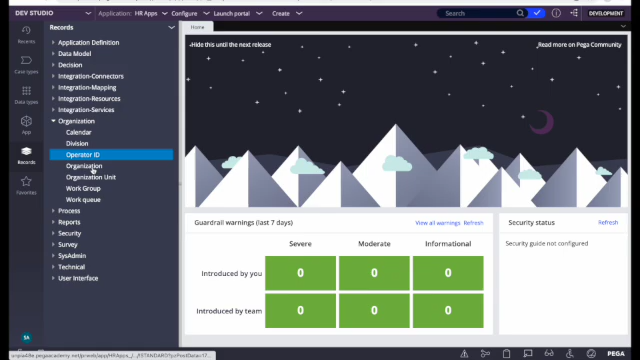 DEV STUDIO
Application: HR Apps
Configure
Launch portal
Create
Search
DEVELOPMENT
Recents
Case types
Data types
App
Records
Favorites
SA
Records
Application Definition
Data Model
Decision
Integration-Connectors
Integration-Mapping
Integration-Resources
Integration-Services
Organization
Calendar
Division
Operator ID
Organization
Organization Unit
Work Group
Work queue
Process
Reports
Security
Survey
SysAdmin
Technical
User Interface
Home
Hide this until the next release
Read more on Pega Community
Guardrail warnings (last 7 days)
View all warnings
Refresh
Severe
Moderate
Informational
Introduced by you
0
0
0
Introduced by team
0
0
0
Security status
Refresh
Security guide not configured
PEGA